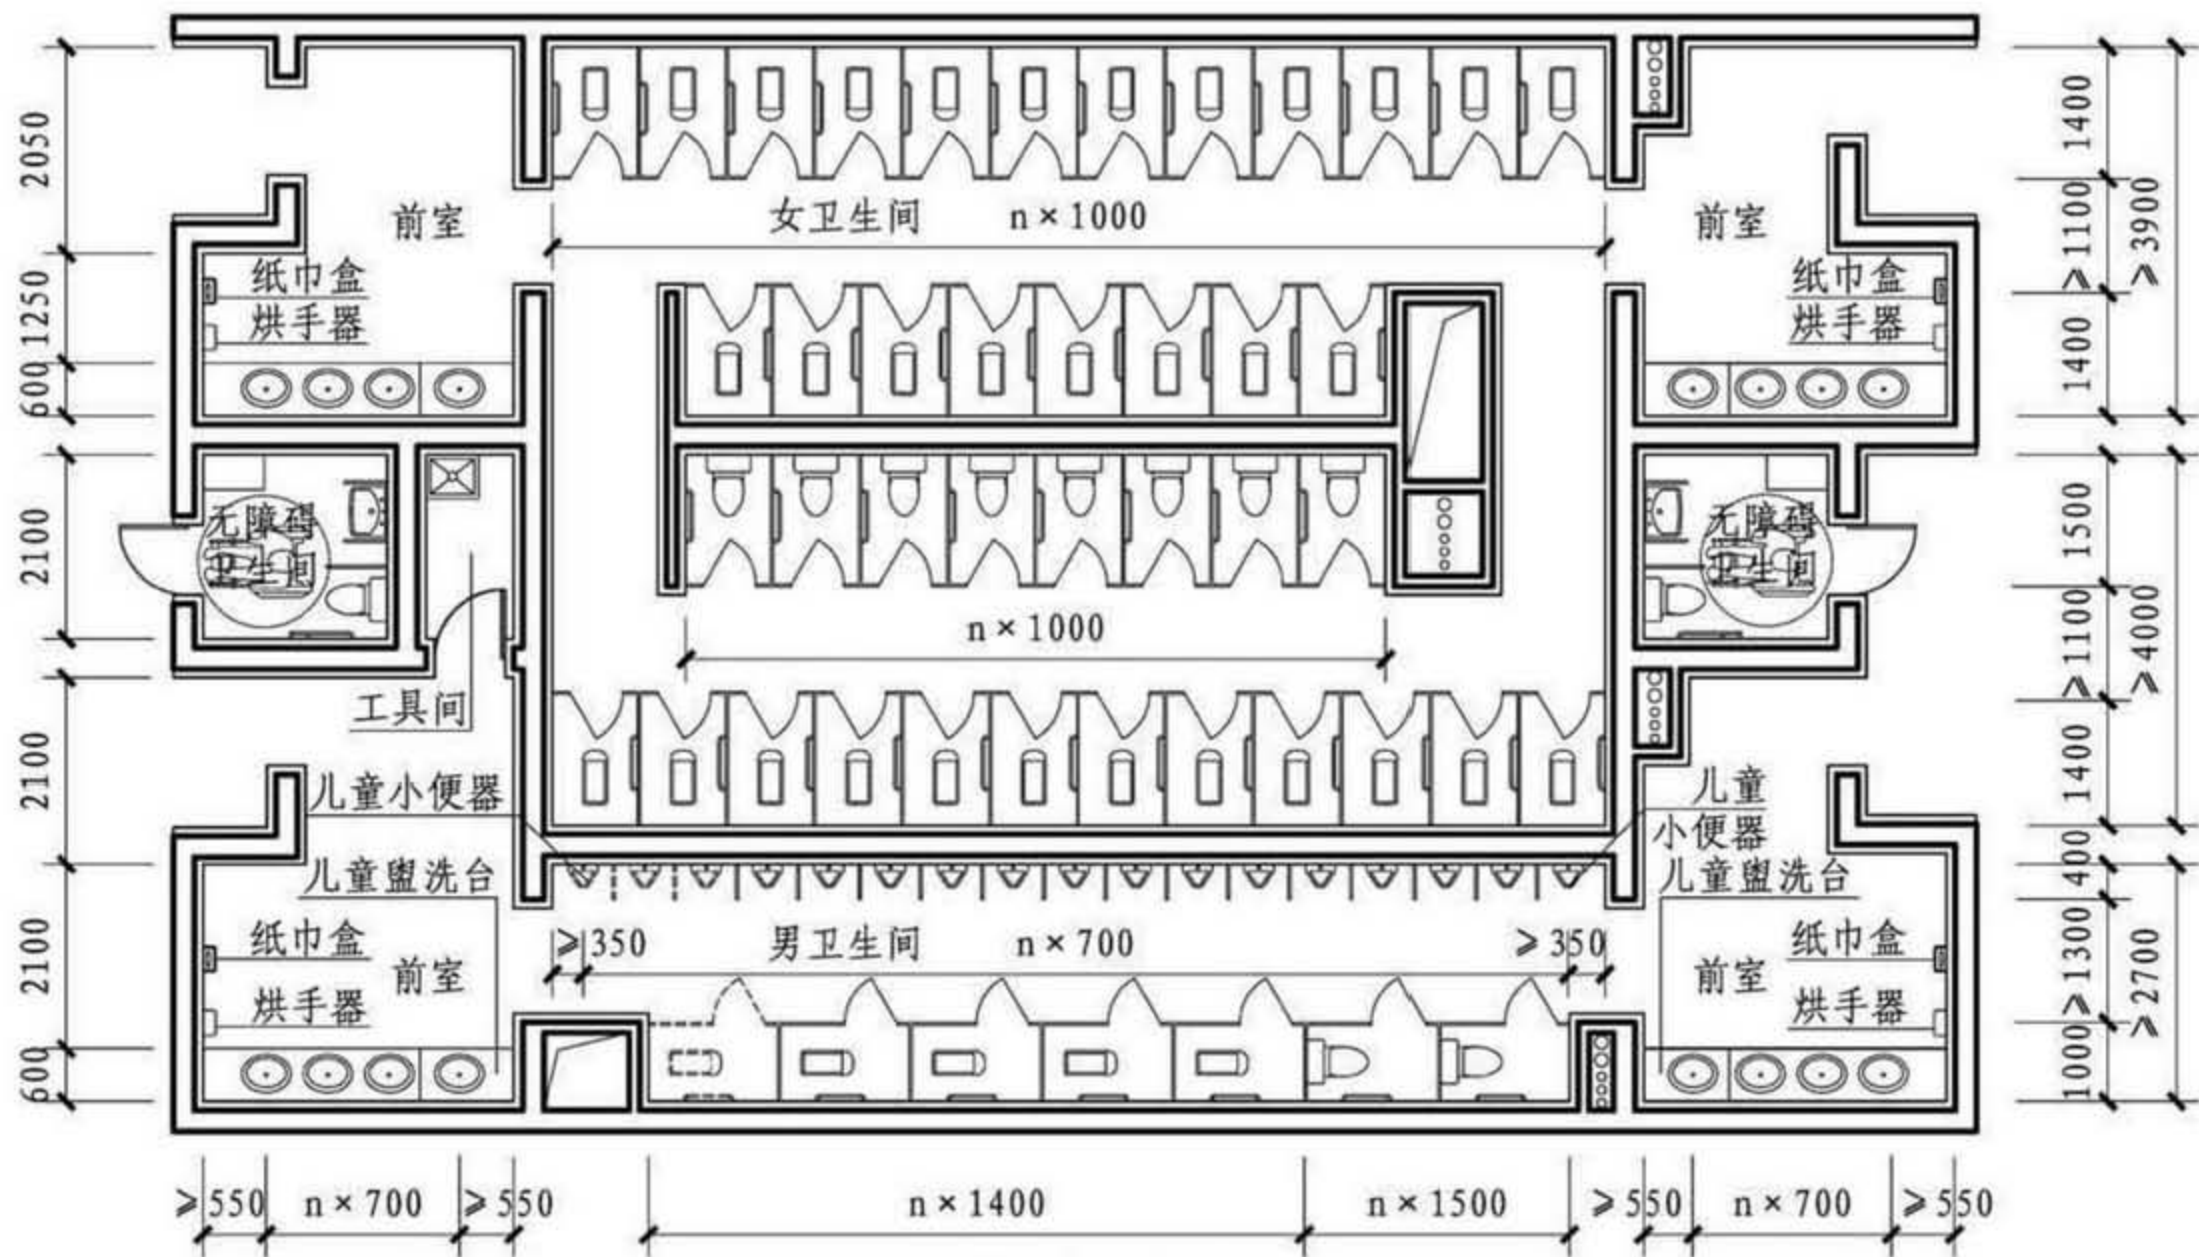 2050
1250
600
2100
2100
2100
600
前室
纸巾盒
烘手器
女卫生间 n×1000
前室
纸巾盒
烘手器
无障碍
卫生间
工具间
n×1000
无障碍
卫生间
儿童小便器
儿童盥洗台
纸巾盒
前室
烘手器
≥350
男卫生间 n×700
≥350
儿童
小便器
儿童盥洗台
纸巾盒
前室
烘手器
1400
≥1100
1400
≥3900
1500
≥1100
1400
≥4000
400
≥1300
1000
≥2700
≥550
n×700
≥550
n×1400
n×1500
≥550
n×700
≥550